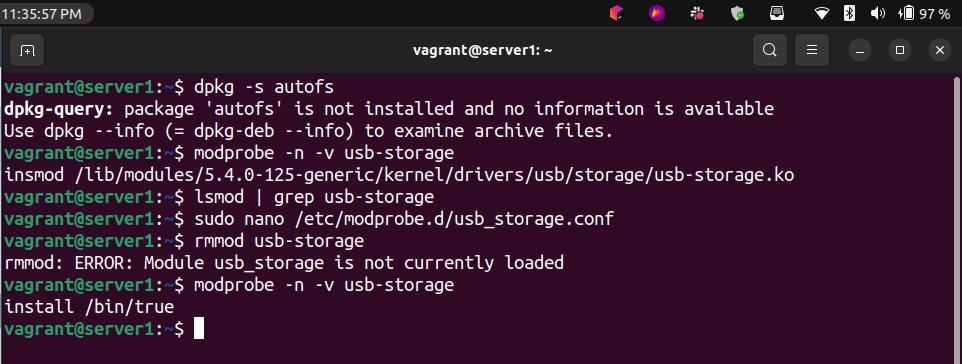 11:35:57 PM
97 %
vagrant@server1: ~
vagrant@server1:~$ dpkg -s autofs
dpkg-query: package 'autofs' is not installed and no information is available
Use dpkg --info (= dpkg-deb --info) to examine archive files.
vagrant@server1:~$ modprobe -n -v usb-storage
insmod /lib/modules/5.4.0-125-generic/kernel/drivers/usb/storage/usb-storage.ko
vagrant@server1:~$ lsmod | grep usb-storage
vagrant@server1:~$ sudo nano /etc/modprobe.d/usb_storage.conf
vagrant@server1:~$ rmmod usb-storage
rmmod: ERROR: Module usb_storage is not currently loaded
vagrant@server1:~$ modprobe -n -v usb-storage
install /bin/true
vagrant@server1:~$